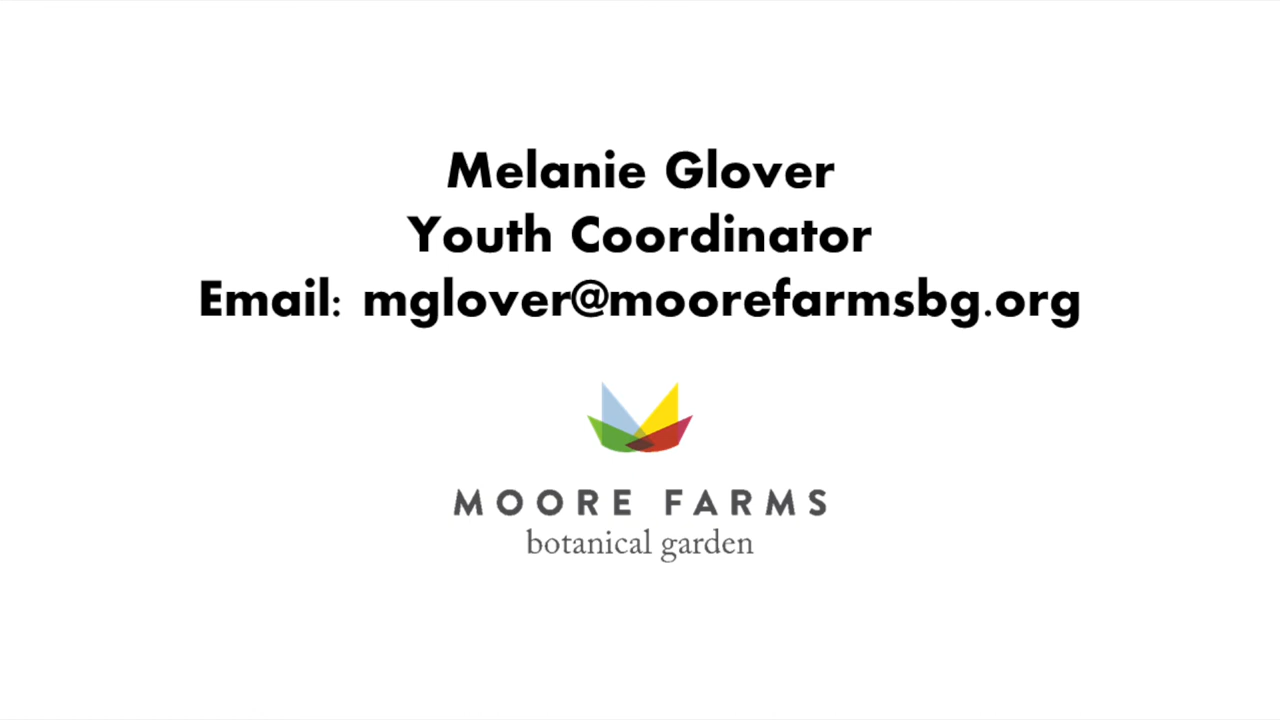 Melanie Glover
Youth Coordinator
Email: mglover@moorefarmsbg.org
MOORE FARMS
botanical garden